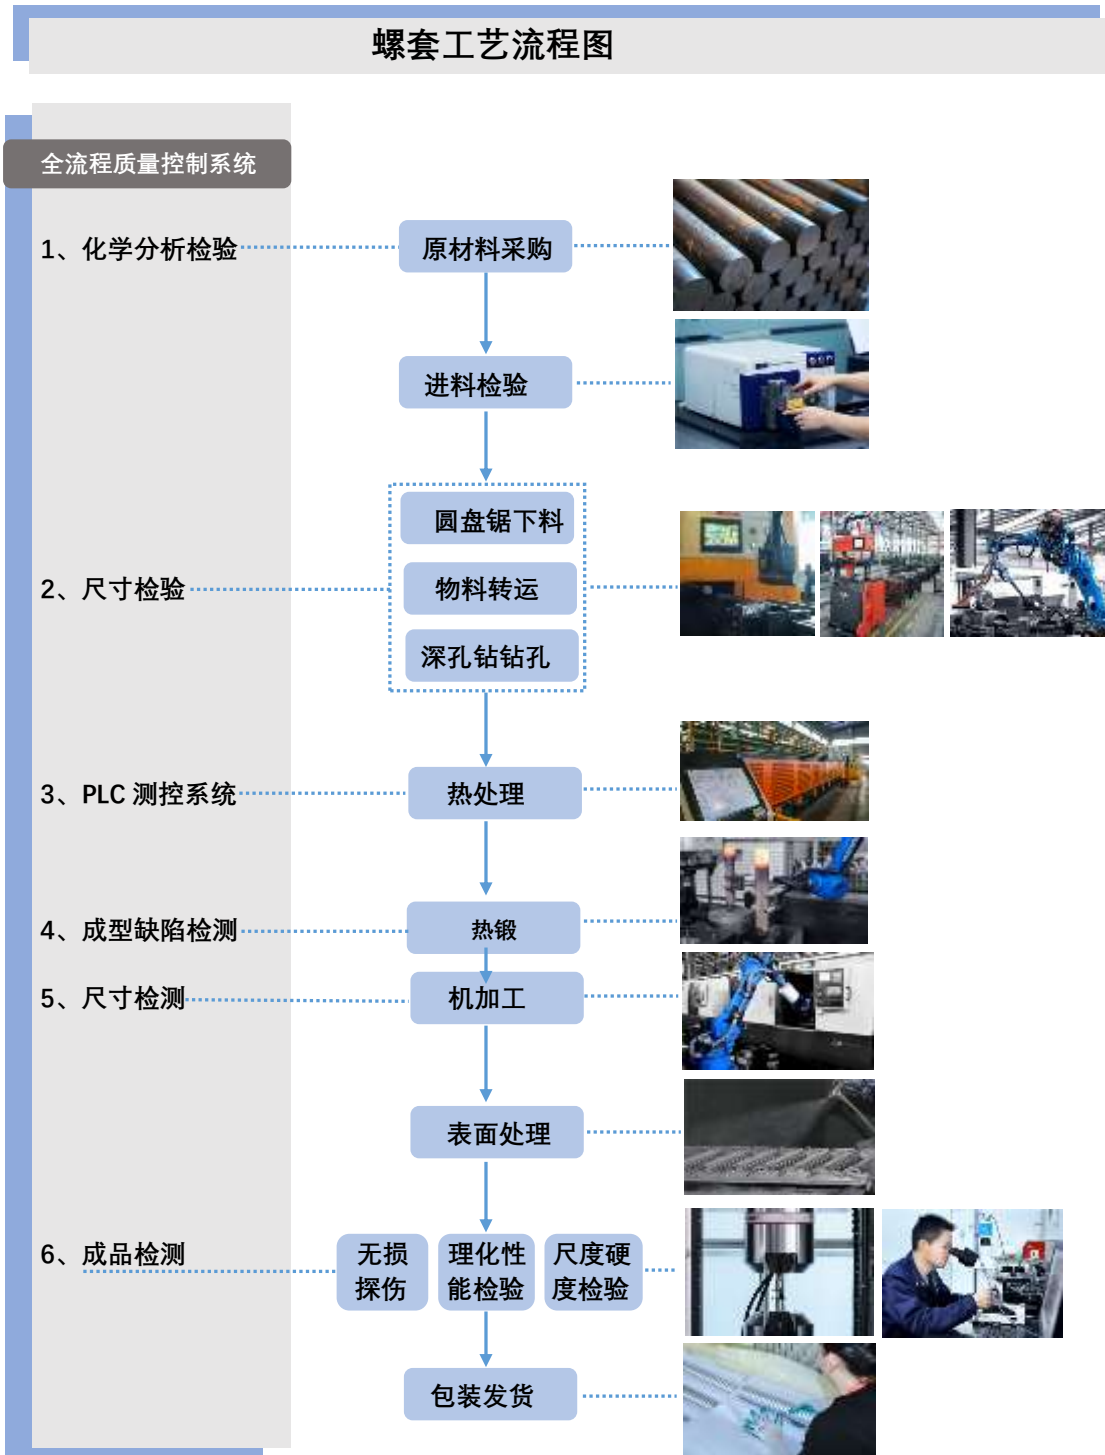 螺套工艺流程图
全流程质量控制系统
1、化学分析检验
原材料采购
进料检验
圆盘锯下料
2、尺寸检验
物料转运
深孔钻钻孔
3、PLC 测控系统
热处理
4、成型缺陷检测
热锻
5、尺寸检测
机加工
表面处理
6、成品检测
无损
探伤
理化性
能检验
尺度硬
度检验
包装发货